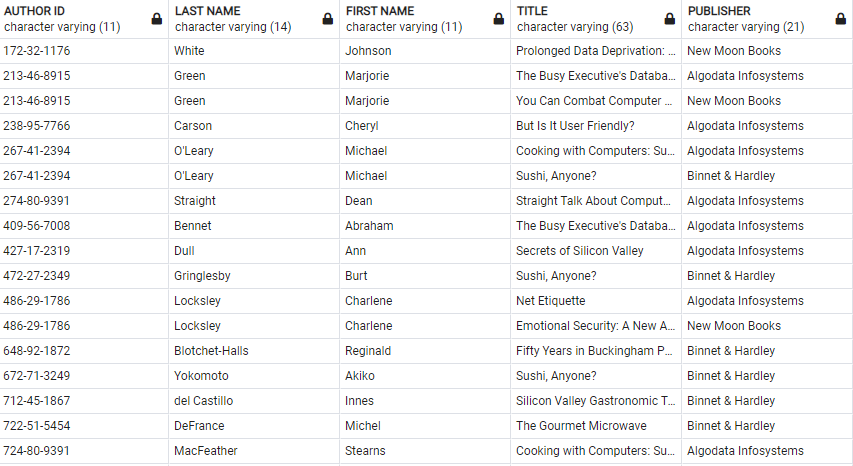 AUTHOR ID LAST NAME FIRST NAME TITLE PUBLISHER
character varying (11) character varying (14) character varying (11) character varying (63) character varying (21)
172-32-1176 White Johnson Prolonged Data Deprivation: ... New Moon Books
213-46-8915 Green Marjorie The Busy Executive's Databa... Algodata Infosystems
213-46-8915 Green Marjorie You Can Combat Computer ... New Moon Books
238-95-7766 Carson Cheryl But Is It User Friendly? Algodata Infosystems
267-41-2394 O'Leary Michael Cooking with Computers: Su... Algodata Infosystems
267-41-2394 O'Leary Michael Sushi, Anyone? Binnet & Hardley
274-80-9391 Straight Dean Straight Talk About Comput... Algodata Infosystems
409-56-7008 Bennet Abraham The Busy Executive's Databa... Algodata Infosystems
427-17-2319 Dull Ann Secrets of Silicon Valley Algodata Infosystems
472-27-2349 Gringlesby Burt Sushi, Anyone? Binnet & Hardley
486-29-1786 Locksley Charlene Net Etiquette Algodata Infosystems
486-29-1786 Locksley Charlene Emotional Security: A New A... New Moon Books
648-92-1872 Blotchet-Halls Reginald Fifty Years in Buckingham P... Binnet & Hardley
672-71-3249 Yokomoto Akiko Sushi, Anyone? Binnet & Hardley
712-45-1867 del Castillo Innes Silicon Valley Gastronomic T... Binnet & Hardley
722-51-5454 DeFrance Michel The Gourmet Microwave Binnet & Hardley
724-80-9391 MacFeather Stearns Cooking with Computers: Su... Algodata Infosystems